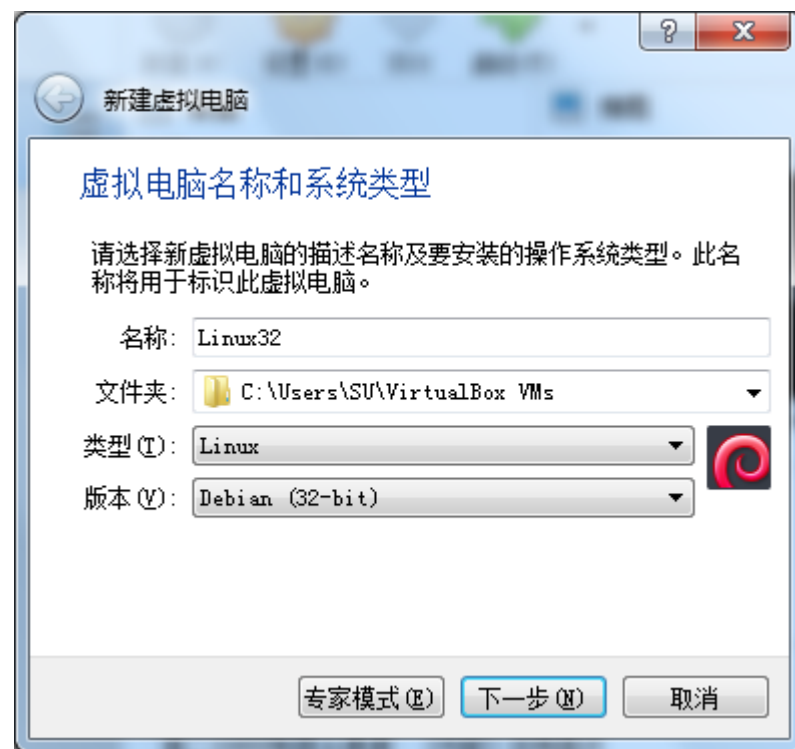 新建虚拟电脑
虚拟电脑名称和系统类型
请选择新虚拟电脑的描述名称及要安装的操作系统类型。此名
称将用于标识此虚拟电脑。
名称: Linux32
文件夹: C:\Users\SU\VirtualBox VMs
类型(T): Linux
版本(V): Debian (32-bit)
专家模式(E) 下一步(N) 取消